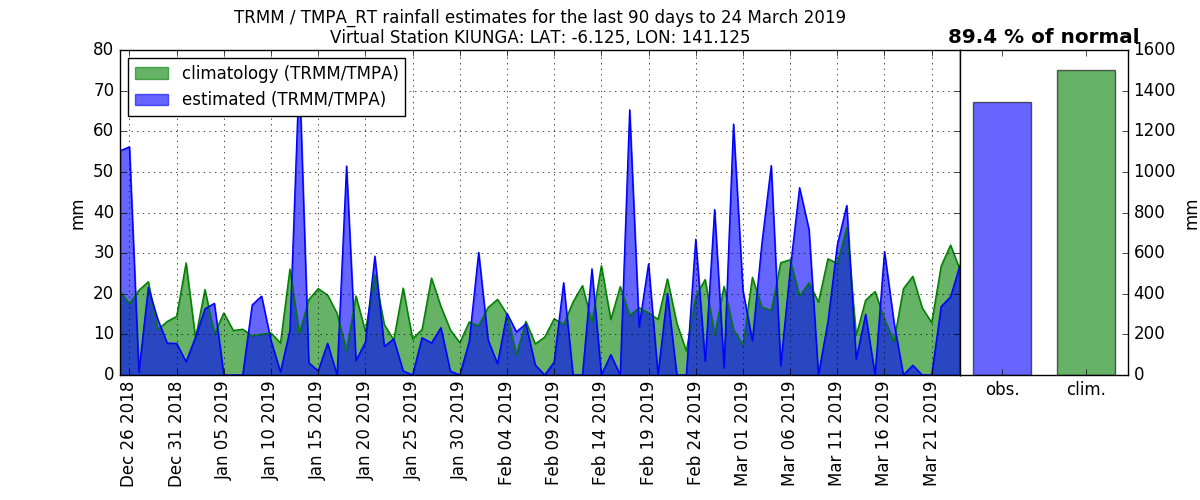 TRMM / TMPA_RT rainfall estimates for the last 90 days to 24 March 2019
Virtual Station KIUNGA: LAT: -6.125, LON: 141.125
89.4 % of normal
climatology (TRMM/TMPA)
estimated (TRMM/TMPA)
mm
80
70
60
50
40
30
20
10
0
Dec 26 2018
Dec 31 2018
Jan 05 2019
Jan 10 2019
Jan 15 2019
Jan 20 2019
Jan 25 2019
Jan 30 2019
Feb 04 2019
Feb 09 2019
Feb 14 2019
Feb 19 2019
Feb 24 2019
Mar 01 2019
Mar 06 2019
Mar 11 2019
Mar 16 2019
Mar 21 2019
1600
1400
1200
1000
800
600
400
200
0
mm
obs.
clim.